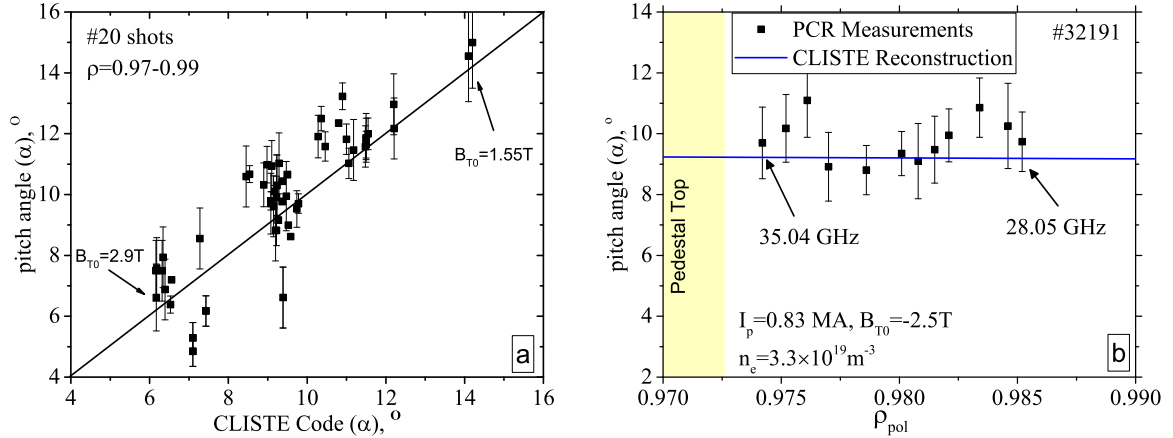 #20 shots
ρ=0.97-0.99
B_T0=1.55T
B_T0=2.9T
pitch angle (α), °
16
14
12
10
8
6
4
4 6 8 10 12 14 16
CLISTE Code (α), °
a
PCR Measurements
CLISTE Reconstruction
#32191
pitch angle (α), °
14
12
10
8
6
4
2
Pedestal Top
35.04 GHz
28.05 GHz
I_p=0.83 MA, B_T0=-2.5T
n_e=3.3×10^19m^-3
b
0.970 0.975 0.980 0.985 0.990
ρ_pol